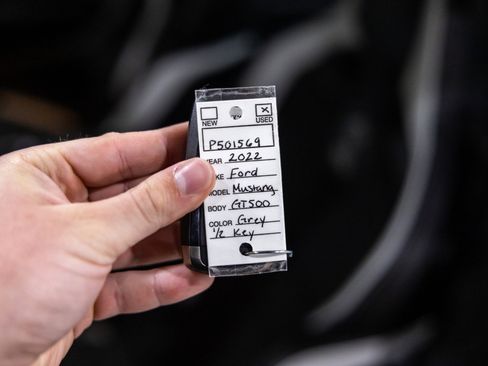 NEW USED
P501569
YEAR 2022
MAKE Ford
MODEL Mustang
BODY GT500
COLOR Grey
1/2 Key